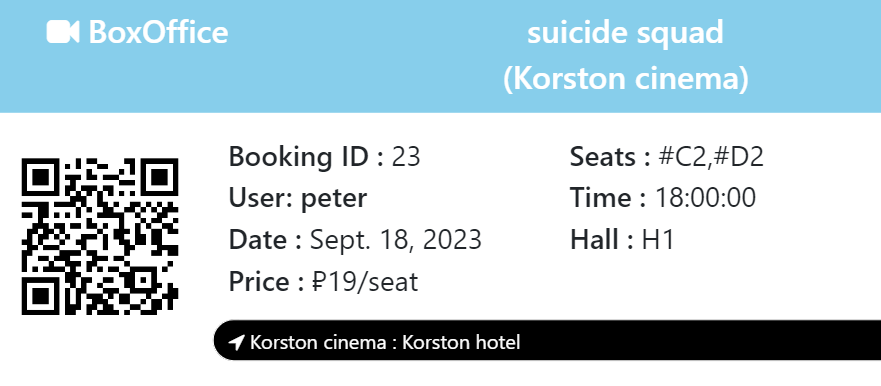 BoxOffice
suicide squad
(Korston cinema)
Booking ID : 23
Seats : #C2,#D2
User: peter
Time : 18:00:00
Date : Sept. 18, 2023
Hall : H1
Price : ₽19/seat
Korston cinema : Korston hotel